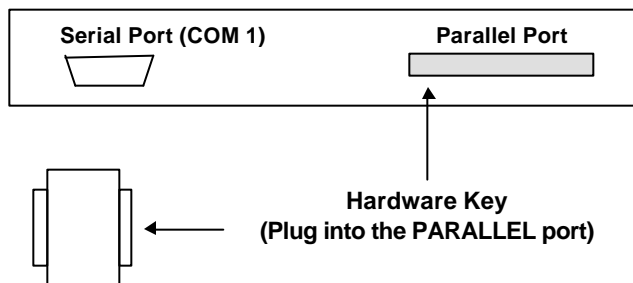 Serial Port (COM 1)
Parallel Port
Hardware Key
(Plug into the PARALLEL port)